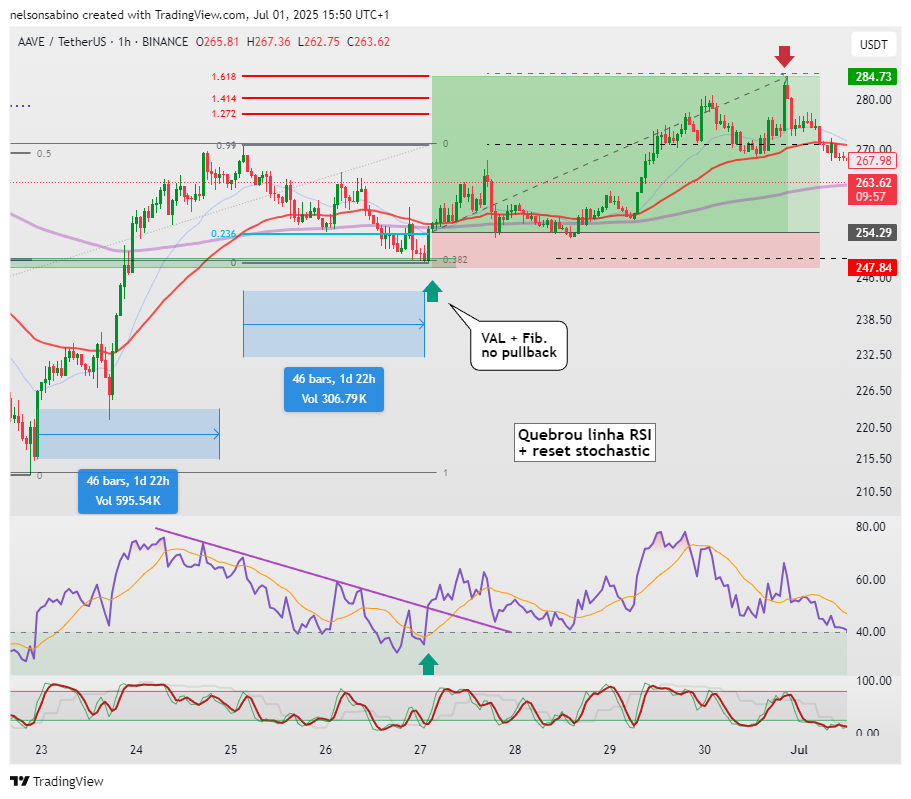 nelsonsabino created with TradingView.com, Jul 01, 2025 15:50 UTC+1
AAVE / TetherUS · 1h · BINANCE O265.81 H267.36 L262.75 C263.62
USDT
1.618
284.73
1.414
280.00
1.272
0.99
0
270.00
0.5
267.98
263.62
09:57
0.236
254.29
0
0.382
247.84
246.00
238.50
VAL + Fib.
no pullback
232.50
46 bars, 1d 22h
Vol 306.79K
226.50
220.50
Quebrou linha RSI
+ reset stochastic
215.50
0
1
46 bars, 1d 22h
Vol 595.54K
210.50
80.00
60.00
40.00
100.00
0.00
23 24 25 26 27 28 29 30 Jul
TradingView